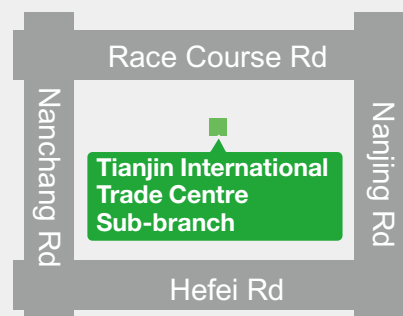 Race Course Rd
Nanchang Rd
Nanjing Rd
Tianjin International
Trade Centre
Sub-branch
Hefei Rd